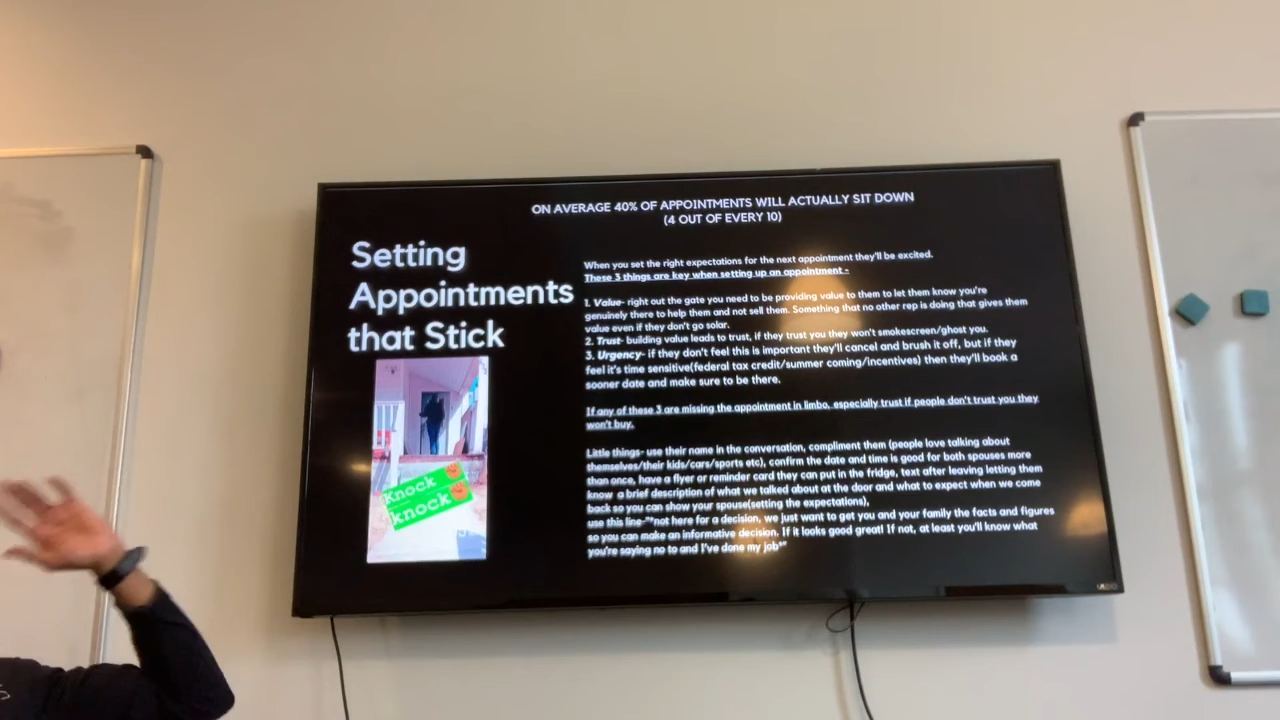 ON AVERAGE 40% OF APPOINTMENTS WILL ACTUALLY SIT DOWN
(4 OUT OF EVERY 10)
Setting
Appointments
that Stick
When you set the right expectations for the next appointment they'll be excited.
These 3 things are key when setting up an appointment -
1. Value- right out the gate you need to be providing value to them to let them know you're
genuinely there to help them and not sell them. Something that no other rep is doing that gives them
value even if they don't go solar.
2. Trust- building value leads to trust, if they trust you they won't smokescreen/ghost you.
3. Urgency- if they don't feel this is important they'll cancel and brush it off, but if they
feel it's time sensitive(federal tax credit/summer coming/incentives) then they'll book a
sooner date and make sure to be there.
If any of these 3 are missing the appointment in limbo, especially trust if people don't trust you they
won't buy.
Little things- use their name in the conversation, compliment them (people love talking about
themselves/their kids/cars/sports etc), confirm the date and time is good for both spouses more
than once, have a flyer or reminder card they can put in the fridge, text after leaving letting them
know a brief description of what we talked about at the door and what to expect when we come
back so you can show your spouse(setting the expectations),
use this line-"*not here for a decision, we just want to get you and your family the facts and figures
so you can make an informative decision. If it looks good great! If not, at least you'll know what
you're saying no to and I've done my job*"
Knock
knock
VIZIO